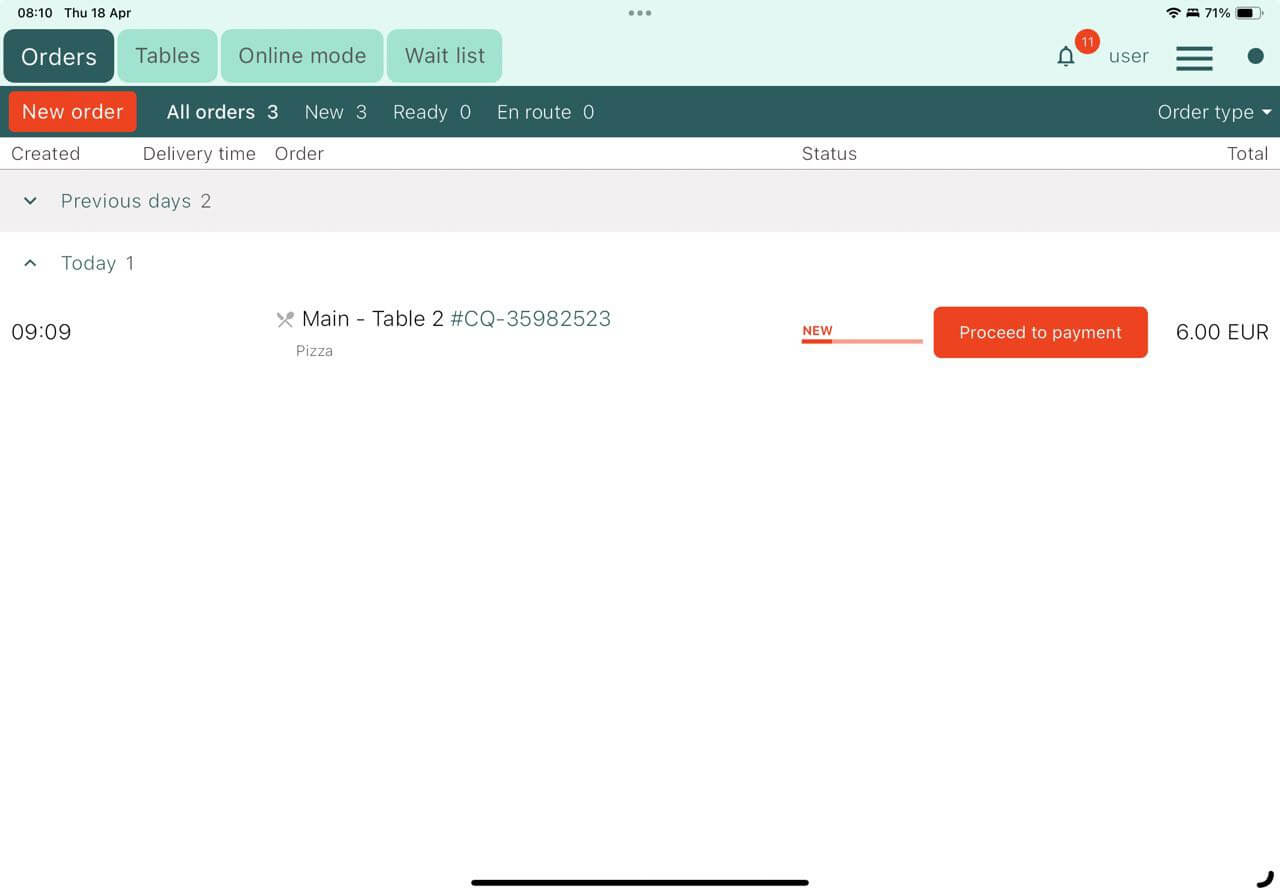 08:10 Thu 18 Apr 71%
Orders Tables Online mode Wait list 11 user
New order All orders 3 New 3 Ready 0 En route 0 Order type
Created Delivery time Order Status Total
Previous days 2
Today 1
09:09 Main - Table 2 #CQ-35982523 NEW Proceed to payment 6.00 EUR
Pizza